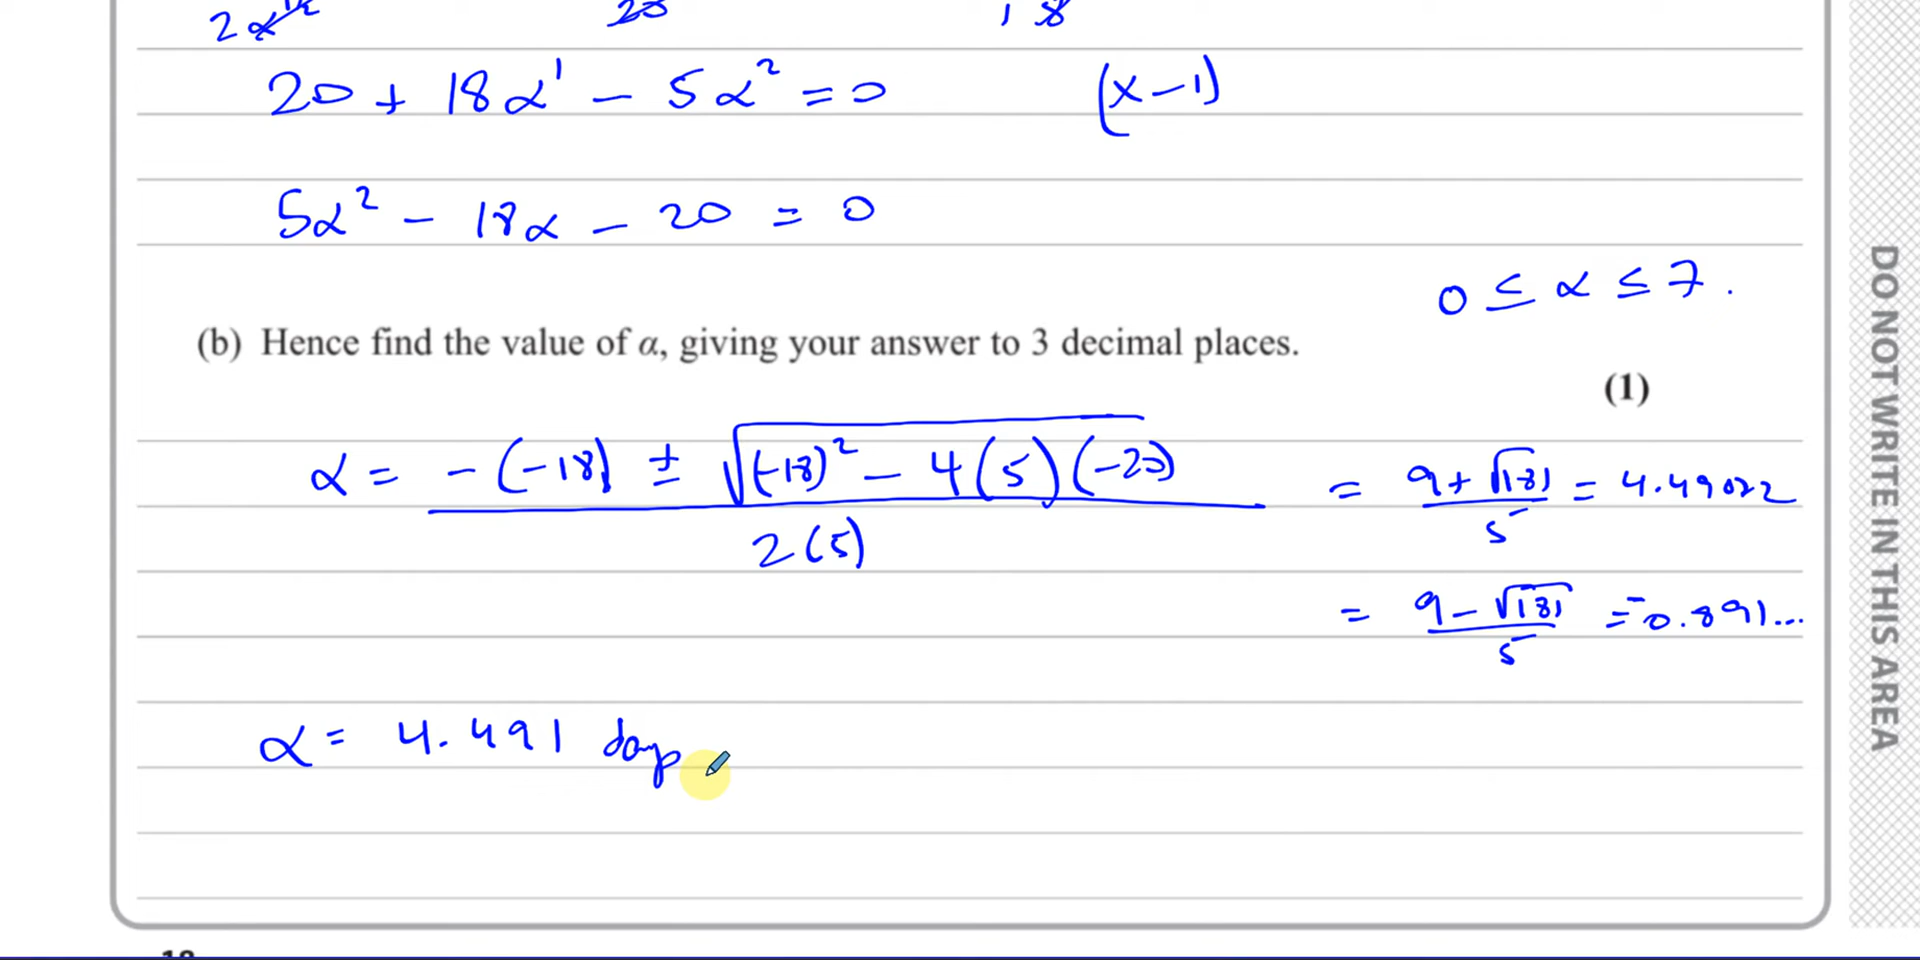 20 + 18α¹ − 5α² = 0 (x−1)
5α² − 18α − 20 = 0
0 ≤ α ≤ 7.
(b) Hence find the value of α, giving your answer to 3 decimal places.
(1)
α = (−(−18) ± √((−18)² − 4(5)(−20))) / 2(5) = (9+√181)/5 = 4.49022
= (9−√181)/5 = −0.891...
α = 4.491 days
DO NOT WRITE IN THIS AREA